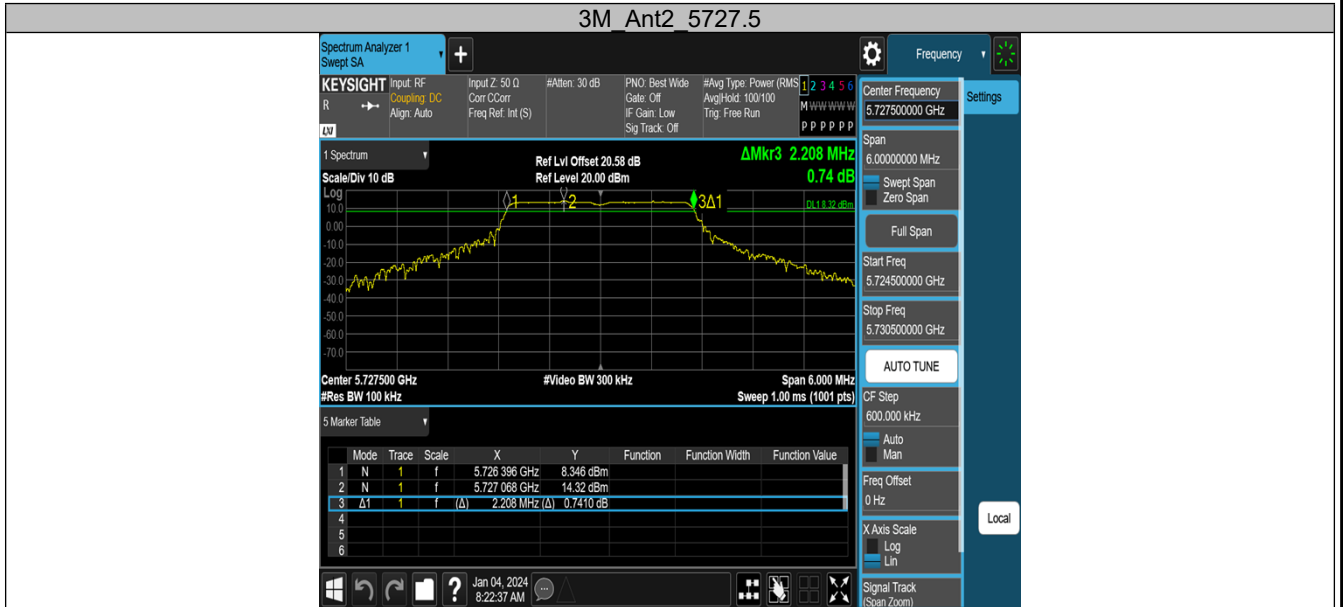 3M_Ant2_5727.5
Spectrum Analyzer 1
Swept SA
+
Frequency
KEYSIGHT
R
LXI
Input: RF
Coupling: DC
Align: Auto
Input Z: 50 Ω
Corr CCorr
Freq Ref: Int (S)
#Atten: 30 dB
PNO: Best Wide
Gate: Off
IF Gain: Low
Sig Track: Off
#Avg Type: Power (RMS
Avg|Hold: 100/100
Trig: Free Run
1 2 3 4 5 6
M W W W W W
P P P P P P
Center Frequency
5.727500000 GHz
Settings
Span
6.00000000 MHz
Swept Span
Zero Span
Full Span
Start Freq
5.724500000 GHz
Stop Freq
5.730500000 GHz
AUTO TUNE
CF Step
600.000 kHz
Auto
Man
Freq Offset
0 Hz
X Axis Scale
Log
Lin
Signal Track
(Span Zoom)
Local
1 Spectrum
Scale/Div 10 dB
Log
Ref Lvl Offset 20.58 dB
Ref Level 20.00 dBm
ΔMkr3 2.208 MHz
0.74 dB
1
2
3Δ1
DL1 8.32 dBm
10.0
0.00
-10.0
-20.0
-30.0
-40.0
-50.0
-60.0
-70.0
Center 5.727500 GHz
#Res BW 100 kHz
#Video BW 300 kHz
Span 6.000 MHz
Sweep 1.00 ms (1001 pts)
5 Marker Table
Mode Trace Scale X Y Function Function Width Function Value
1 N 1 f 5.726 396 GHz 8.346 dBm
2 N 1 f 5.727 068 GHz 14.32 dBm
3 Δ1 1 f (Δ) 2.208 MHz (Δ) 0.7410 dB
4
5
6
?
Jan 04, 2024
8:22:37 AM